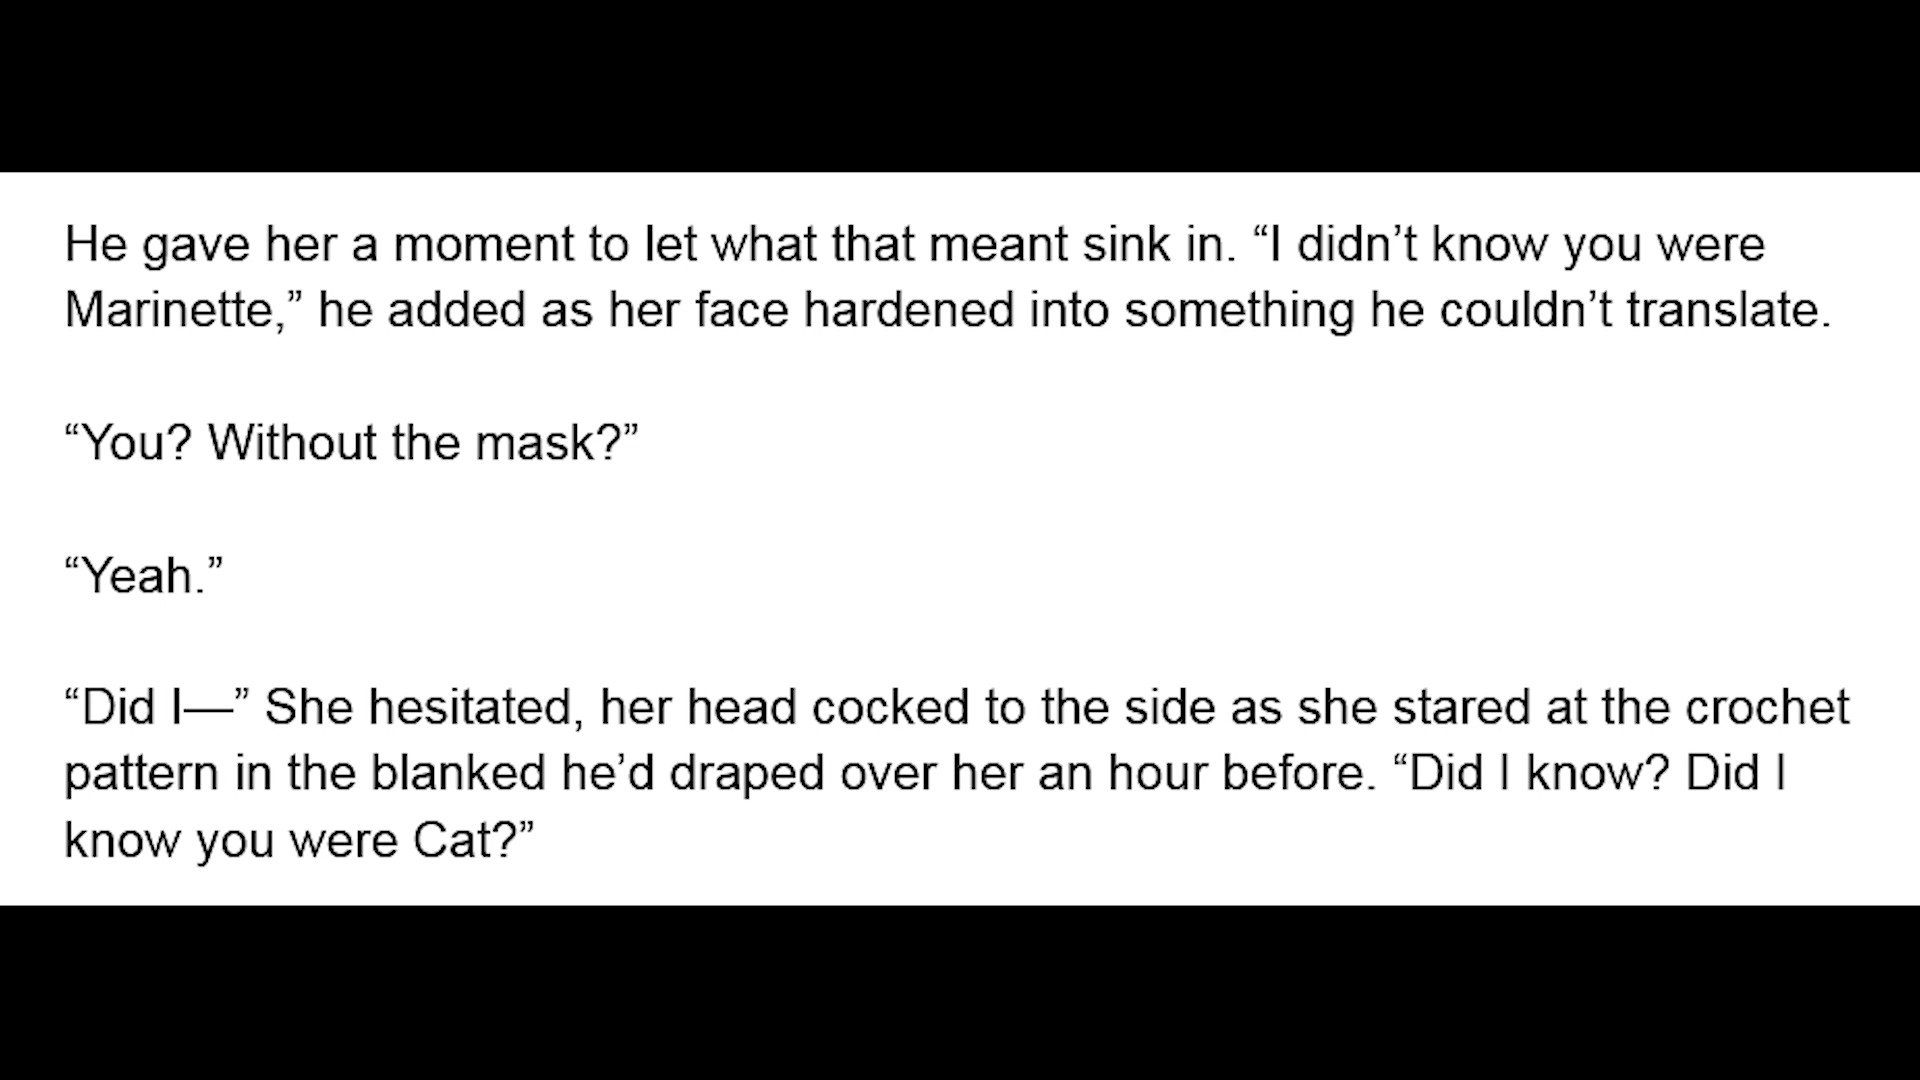 He gave her a moment to let what that meant sink in. “I didn’t know you were
Marinette,” he added as her face hardened into something he couldn’t translate.
“You? Without the mask?”
“Yeah.”
“Did I—” She hesitated, her head cocked to the side as she stared at the crochet
pattern in the blanked he’d draped over her an hour before. “Did I know? Did I
know you were Cat?”